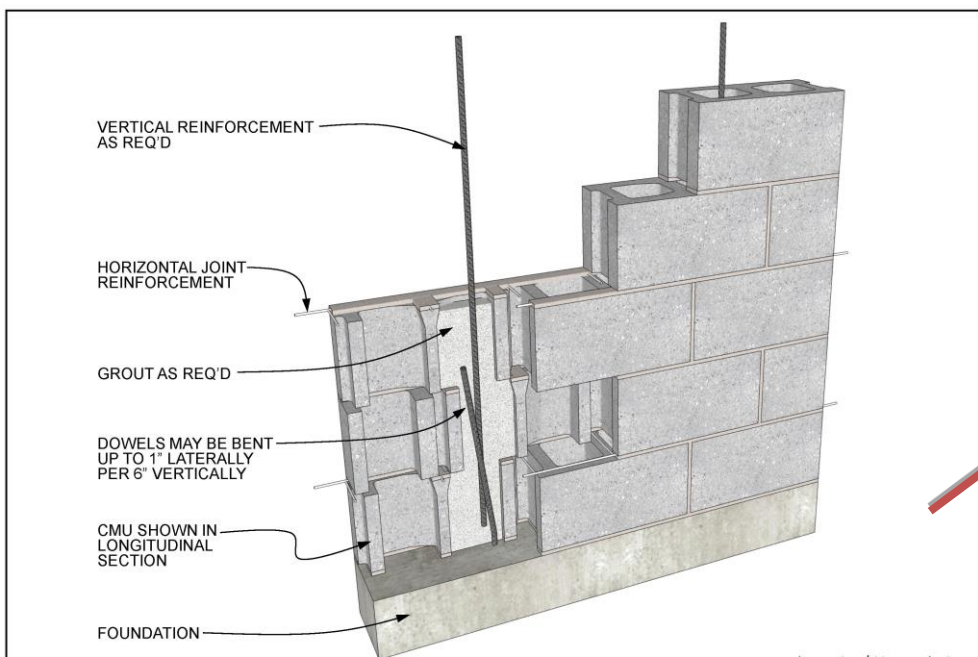 VERTICAL REINFORCEMENT
AS REQ'D
HORIZONTAL JOINT
REINFORCEMENT
GROUT AS REQ'D
DOWELS MAY BE BENT
UP TO 1" LATERALLY
PER 6" VERTICALLY
CMU SHOWN IN
LONGITUDINAL
SECTION
FOUNDATION